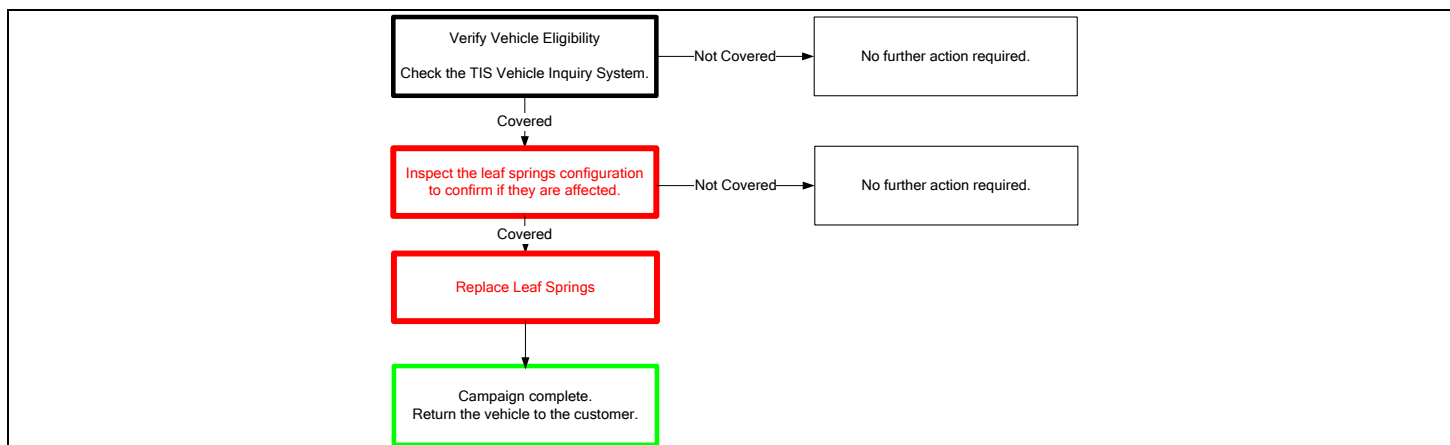 Verify Vehicle Eligibility
Check the TIS Vehicle Inquiry System.
Not Covered
No further action required.
Covered
Inspect the leaf springs configuration
to confirm if they are affected.
Not Covered
No further action required.
Covered
Replace Leaf Springs
Campaign complete.
Return the vehicle to the customer.